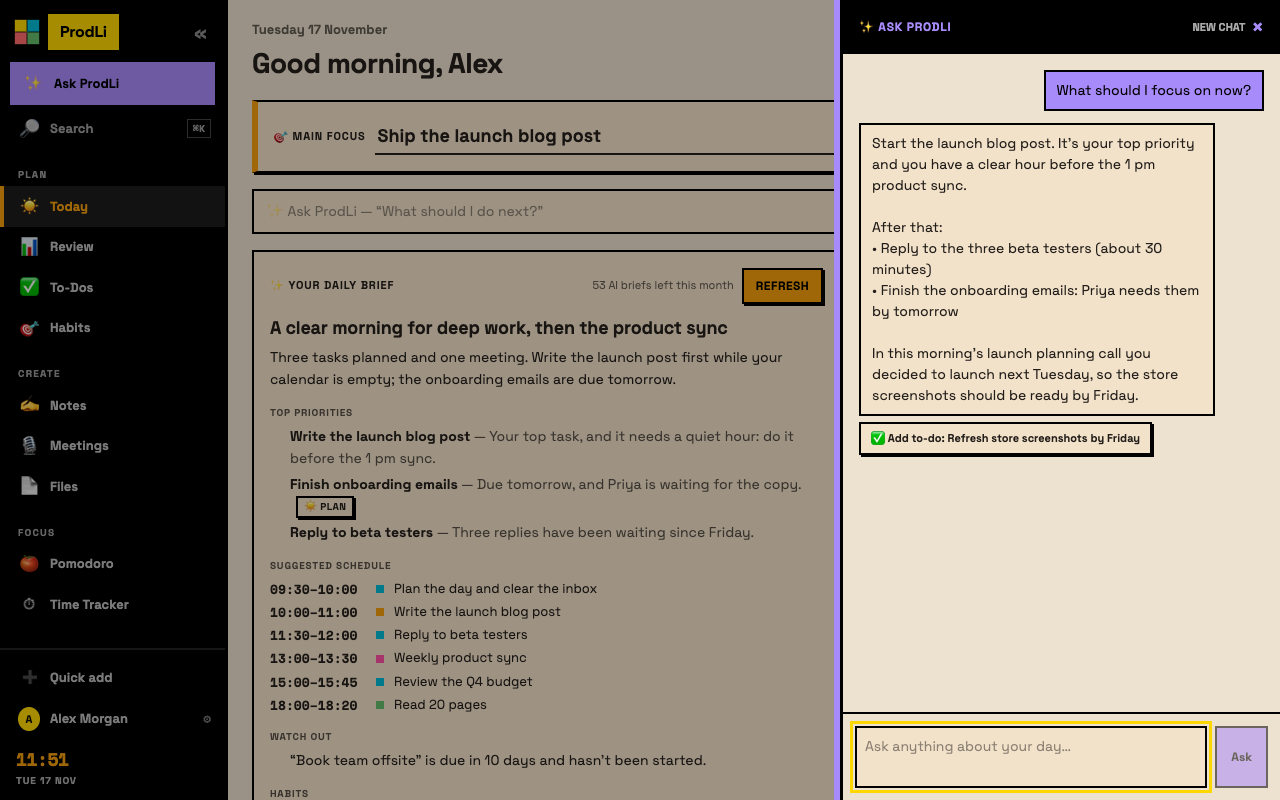 ProdLi
«
Ask ProdLi
Search
⌘K
PLAN
Today
Review
To-Dos
Habits
CREATE
Notes
Meetings
Files
FOCUS
Pomodoro
Time Tracker
Quick add
A
Alex Morgan
11:51
TUE 17 NOV
Tuesday 17 November
Good morning, Alex
MAIN FOCUS
Ship the launch blog post
Ask ProdLi — “What should I do next?”
YOUR DAILY BRIEF
53 AI briefs left this month
REFRESH
A clear morning for deep work, then the product sync
Three tasks planned and one meeting. Write the launch post first while your
calendar is empty; the onboarding emails are due tomorrow.
TOP PRIORITIES
Write the launch blog post — Your top task, and it needs a quiet hour: do it
before the 1 pm sync.
Finish onboarding emails — Due tomorrow, and Priya is waiting for the copy.
PLAN
Reply to beta testers — Three replies have been waiting since Friday.
SUGGESTED SCHEDULE
09:30–10:00 Plan the day and clear the inbox
10:00–11:00 Write the launch blog post
11:30–12:00 Reply to beta testers
13:00–13:30 Weekly product sync
15:00–15:45 Review the Q4 budget
18:00–18:20 Read 20 pages
WATCH OUT
“Book team offsite” is due in 10 days and hasn’t been started.
HABITS
ASK PRODLI
NEW CHAT
What should I focus on now?
Start the launch blog post. It’s your top priority
and you have a clear hour before the 1 pm
product sync.
After that:
• Reply to the three beta testers (about 30
minutes)
• Finish the onboarding emails: Priya needs them
by tomorrow
In this morning’s launch planning call you
decided to launch next Tuesday, so the store
screenshots should be ready by Friday.
Add to-do: Refresh store screenshots by Friday
Ask anything about your day…
Ask